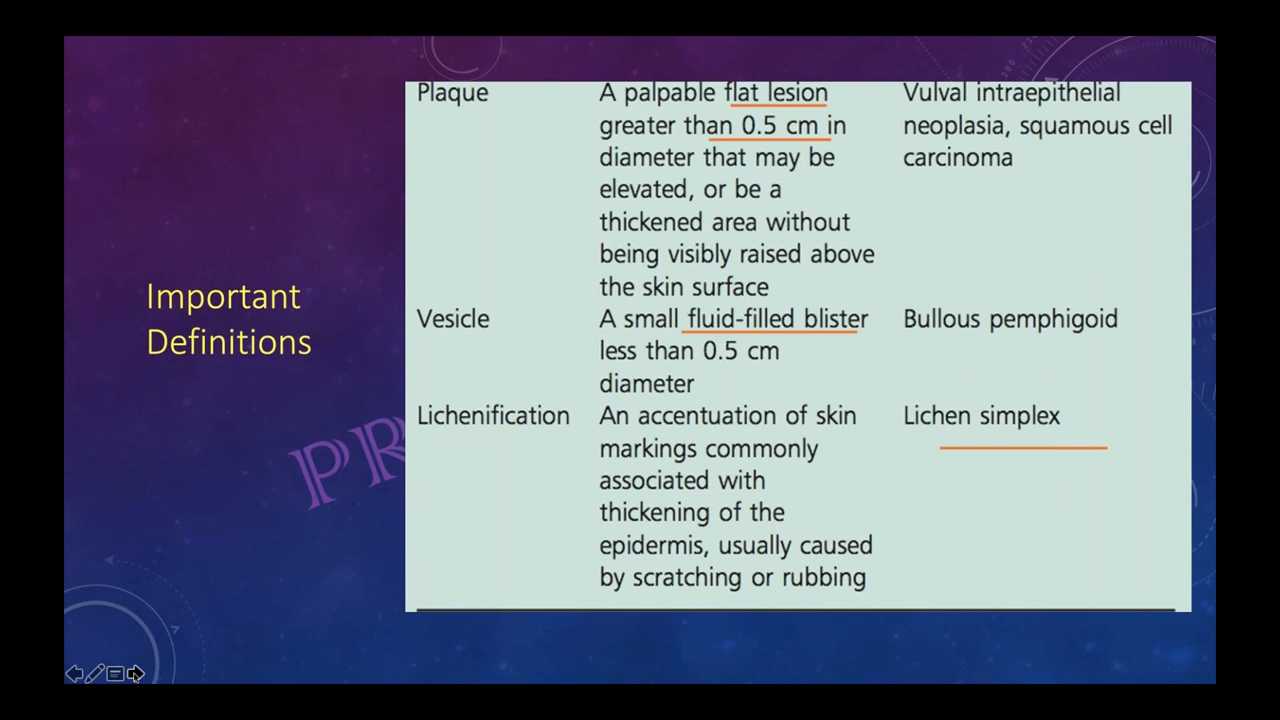 Important
Definitions
PR
Plaque
A palpable flat lesion
greater than 0.5 cm in
diameter that may be
elevated, or be a
thickened area without
being visibly raised above
the skin surface
Vulval intraepithelial
neoplasia, squamous cell
carcinoma
Vesicle
A small fluid-filled blister
less than 0.5 cm
diameter
Bullous pemphigoid
Lichenification
An accentuation of skin
markings commonly
associated with
thickening of the
epidermis, usually caused
by scratching or rubbing
Lichen simplex